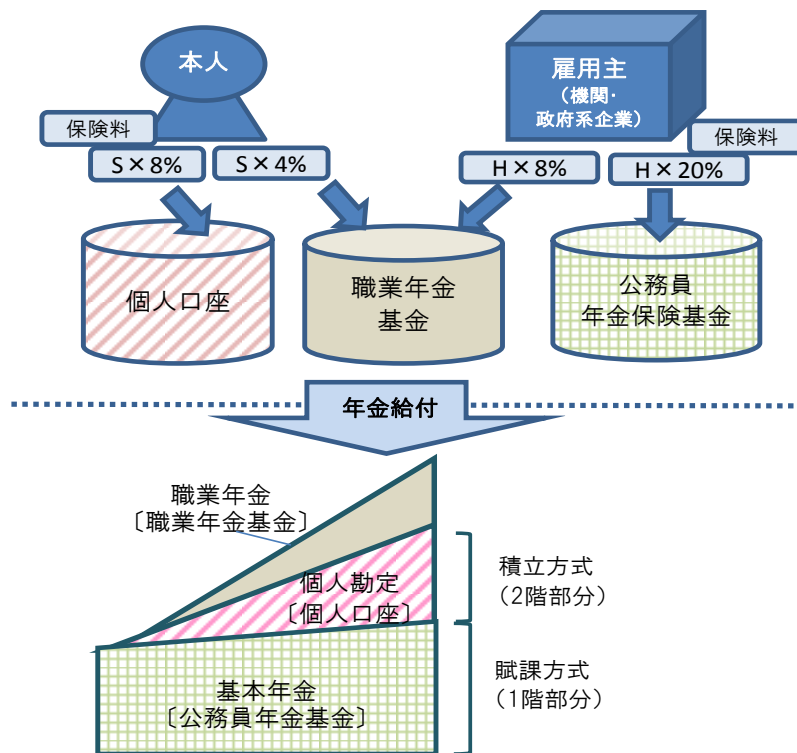 本人
雇用主
（機関・
政府系企業）
保険料
保険料
S×8%
S×4%
H×8%
H×20%
個人口座
職業年金
基金
公務員
年金保険基金
年金給付
職業年金
〔職業年金基金〕
個人勘定
〔個人口座〕
積立方式
（2階部分）
基本年金
〔公務員年金基金〕
賦課方式
（1階部分）